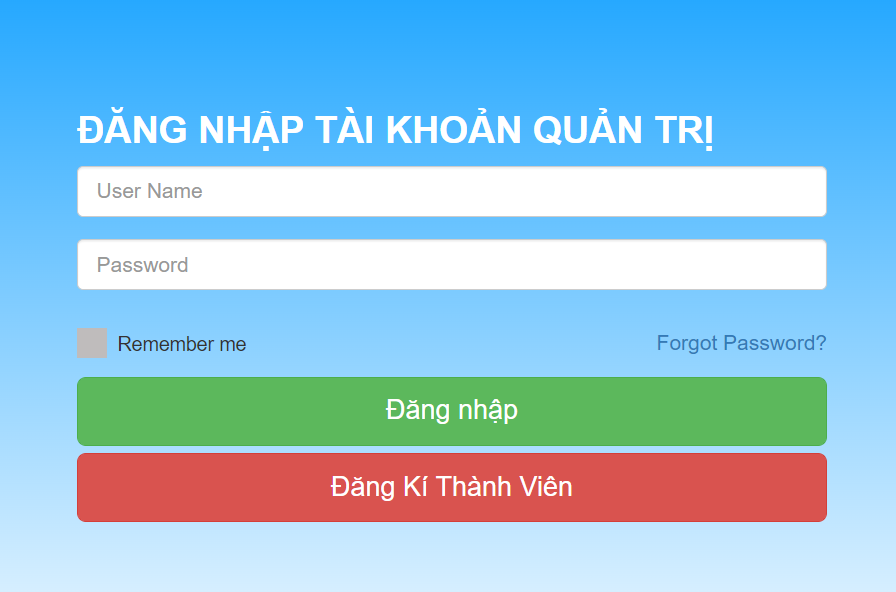 ĐĂNG NHẬP TÀI KHOẢN QUẢN TRỊ
User Name
Password
Remember me
Forgot Password?
Đăng nhập
Đăng Kí Thành Viên